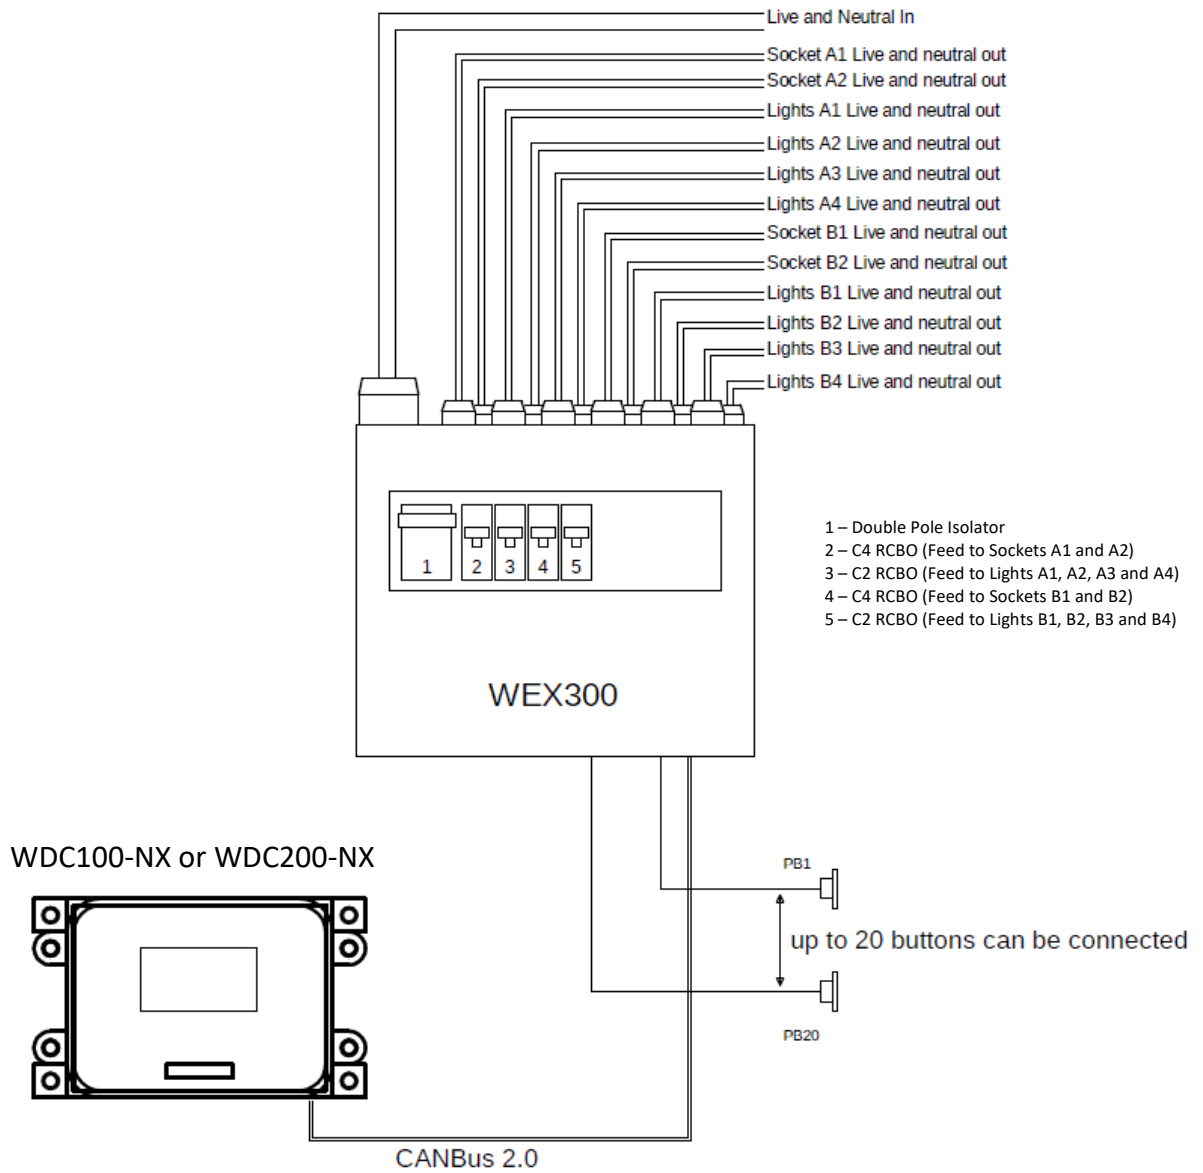 Live and Neutral In
Socket A1 Live and neutral out
Socket A2 Live and neutral out
Lights A1 Live and neutral out
Lights A2 Live and neutral out
Lights A3 Live and neutral out
Lights A4 Live and neutral out
Socket B1 Live and neutral out
Socket B2 Live and neutral out
Lights B1 Live and neutral out
Lights B2 Live and neutral out
Lights B3 Live and neutral out
Lights B4 Live and neutral out
1 2 3 4 5
1 – Double Pole Isolator
2 – C4 RCBO (Feed to Sockets A1 and A2)
3 – C2 RCBO (Feed to Lights A1, A2, A3 and A4)
4 – C4 RCBO (Feed to Sockets B1 and B2)
5 – C2 RCBO (Feed to Lights B1, B2, B3 and B4)
WEX300
WDC100-NX or WDC200-NX
PB1
up to 20 buttons can be connected
PB20
CANBus 2.0